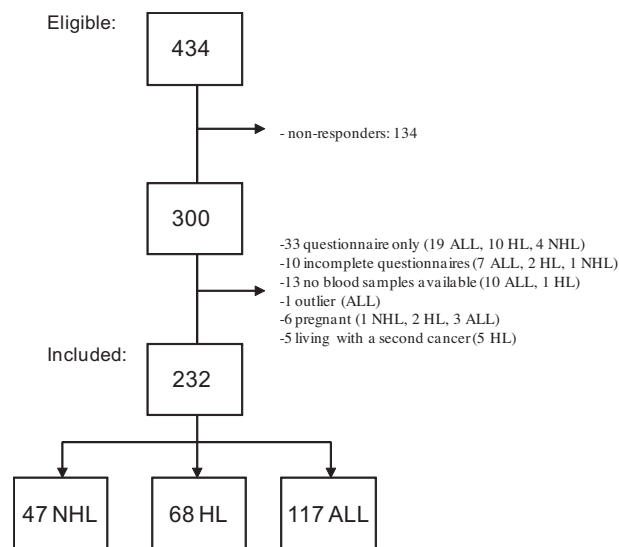 Eligible:
434
- non-responders: 134
300
-33 questionnaire only (19 ALL, 10 HL, 4 NHL)
-10 incomplete questionnaires (7 ALL, 2 HL, 1 NHL)
-13 no blood samples available (10 ALL, 1 HL)
-1 outlier (ALL)
-6 pregnant (1 NHL, 2 HL, 3 ALL)
-5 living with a second cancer (5 HL)
Included:
232
47 NHL
68 HL
117 ALL